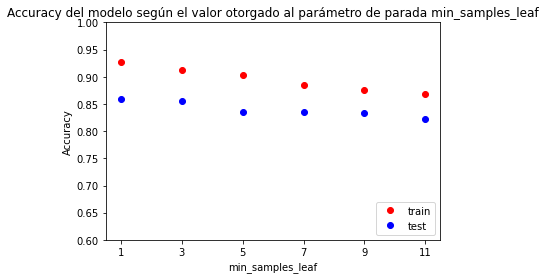 Accuracy del modelo según el valor otorgado al parámetro de parada min_samples_leaf
1.00
0.95
0.90
0.85
0.80
0.75
0.70
0.65
0.60
Accuracy
1 3 5 7 9 11
min_samples_leaf
train
test